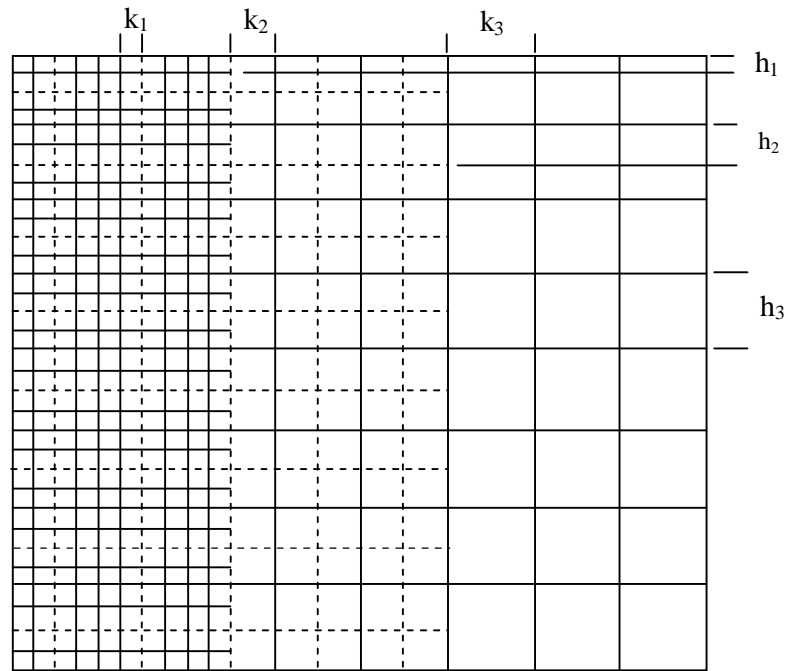 k₁ k₂ k₃
h₁
h₂
h₃